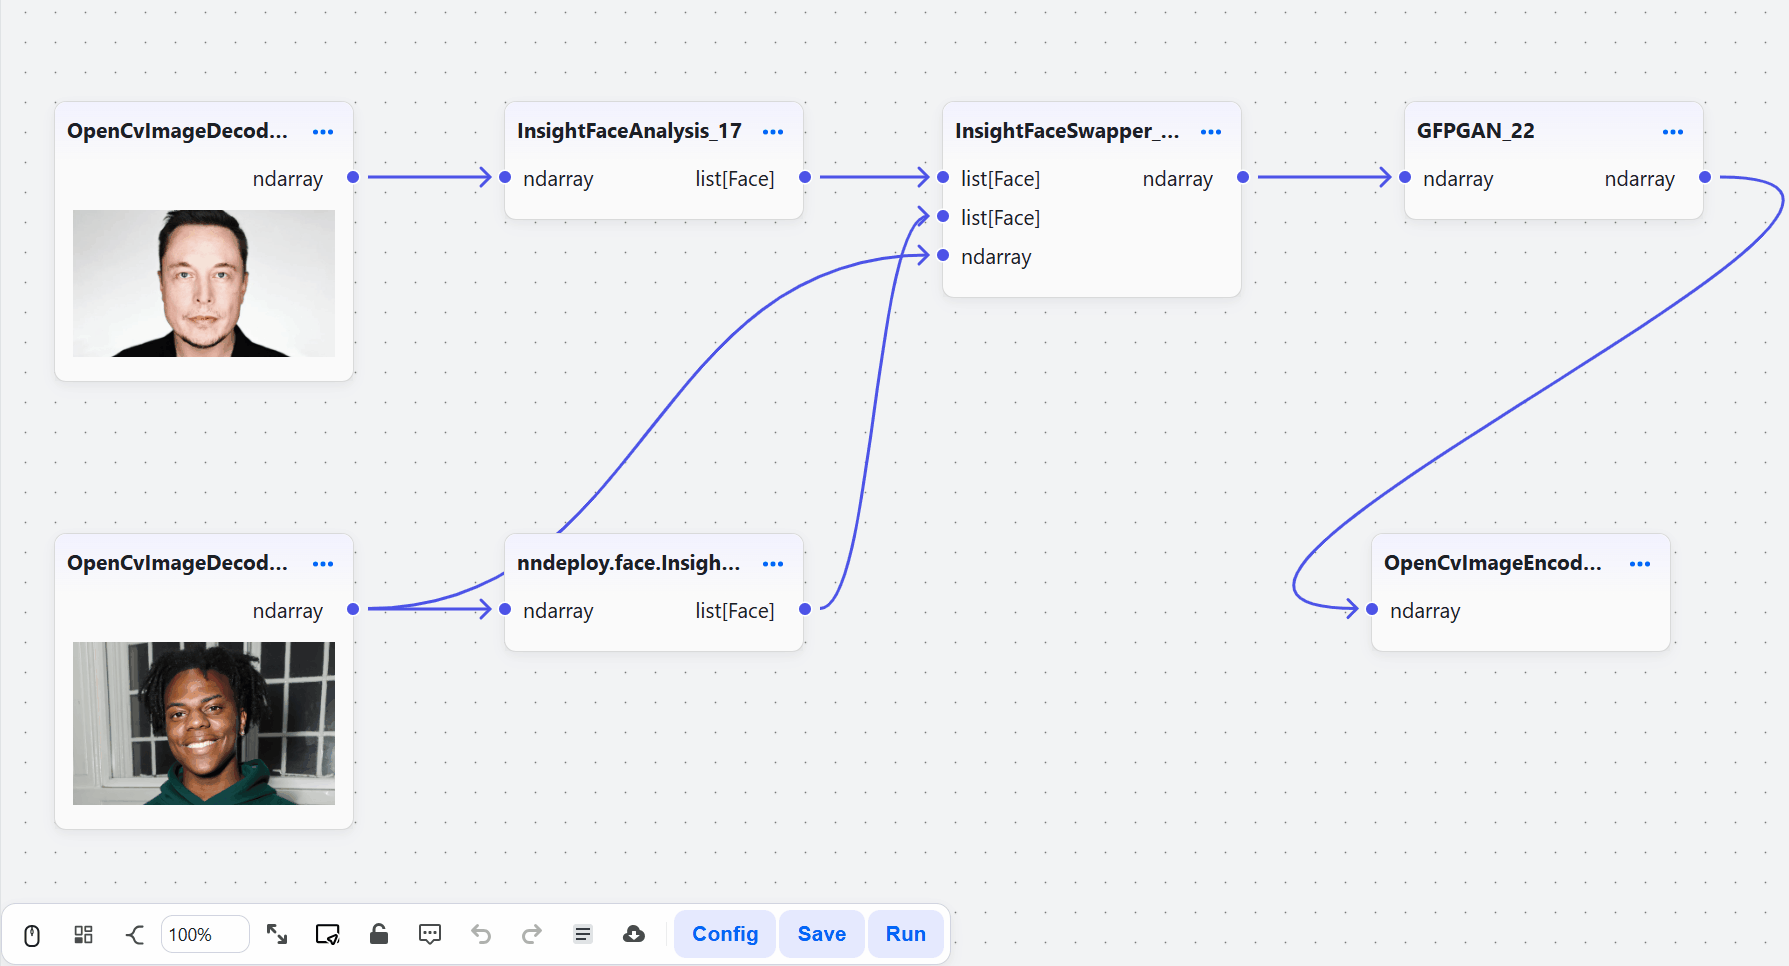 OpenCvImageDecod...
ndarray
InsightFaceAnalysis_17
ndarray list[Face]
InsightFaceSwapper_...
list[Face] ndarray
list[Face]
ndarray
GFPGAN_22
ndarray ndarray
OpenCvImageDecod...
ndarray
nndeploy.face.Insigh...
ndarray list[Face]
OpenCvImageEncod...
ndarray
100% Config Save Run